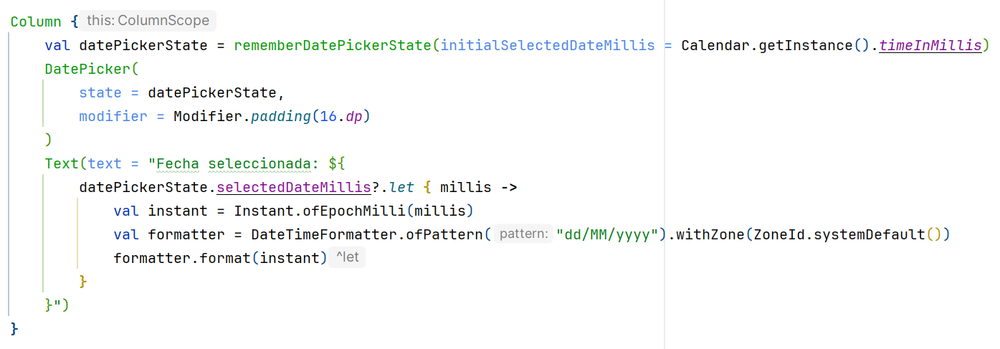 Column { this: ColumnScope
    val datePickerState = rememberDatePickerState(initialSelectedDateMillis = Calendar.getInstance().timeInMillis)
    DatePicker(
        state = datePickerState,
        modifier = Modifier.padding(16.dp)
    )
    Text(text = "Fecha seleccionada: ${
        datePickerState.selectedDateMillis?.let { millis ->
            val instant = Instant.ofEpochMilli(millis)
            val formatter = DateTimeFormatter.ofPattern( pattern: "dd/MM/yyyy").withZone(ZoneId.systemDefault())
            formatter.format(instant) ^let
        }
    }")
}